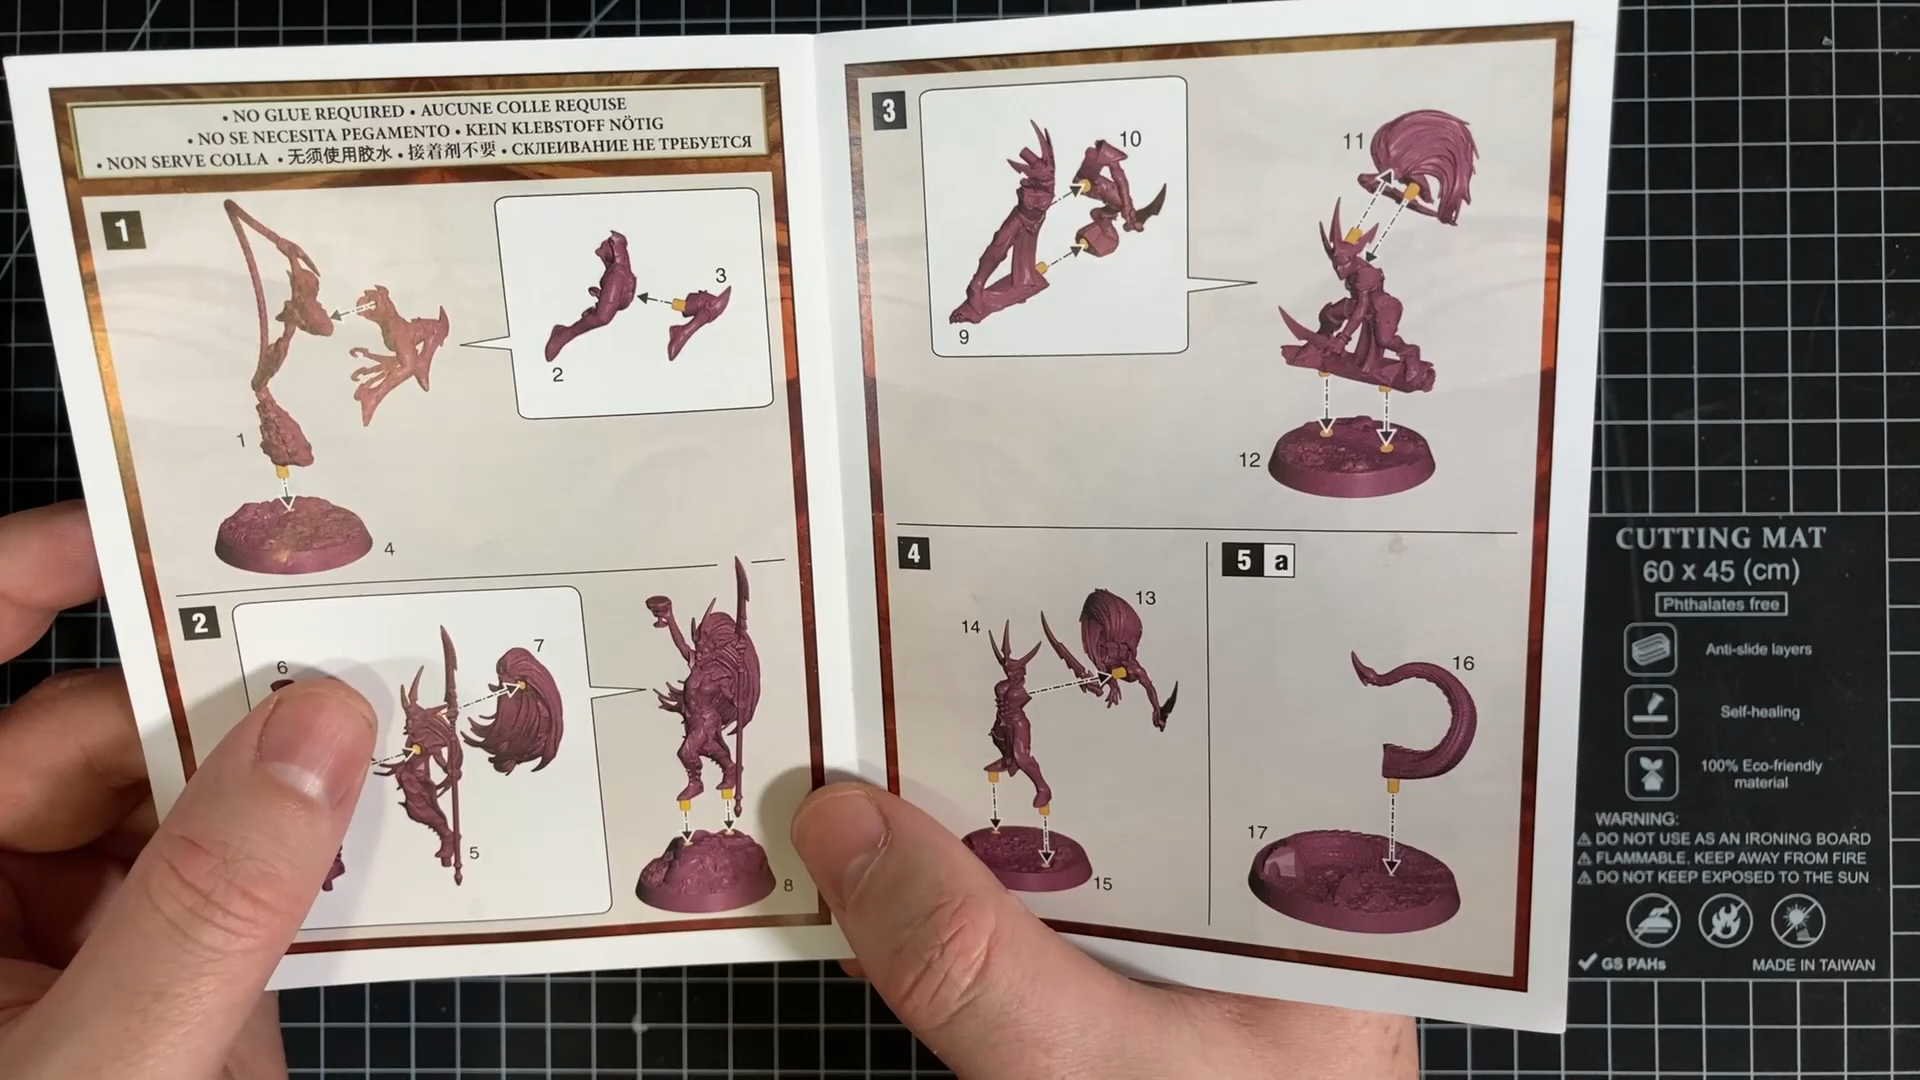 • NO GLUE REQUIRED • AUCUNE COLLE REQUISE
• NO SE NECESITA PEGAMENTO • KEIN KLEBSTOFF NÖTIG
• NON SERVE COLLA • 无须使用胶水 • 接着剤不要 • СКЛЕИВАНИЕ НЕ ТРЕБУЕТСЯ
1
3
2
1
4
2
6
7
5
8
3
10
11
9
12
4
13
14
15
5 a
16
17
CUTTING MAT
60 x 45 (cm)
Phthalates free
Anti-slide layers
Self-healing
100% Eco-friendly
material
WARNING:
DO NOT USE AS AN IRONING BOARD
FLAMMABLE, KEEP AWAY FROM FIRE
DO NOT KEEP EXPOSED TO THE SUN
GS PAHs
MADE IN TAIWAN